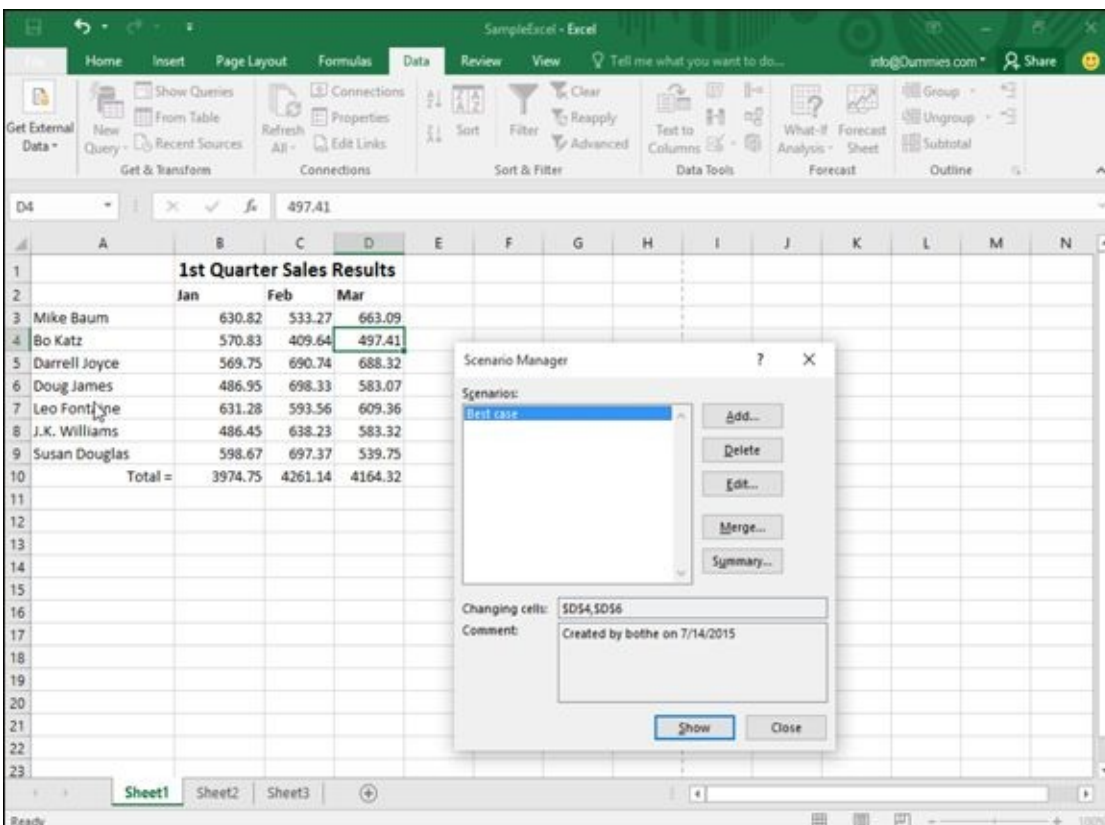 SampleExcel - Excel
Home Insert Page Layout Formulas Data Review View Tell me what you want to do... info@Dummies.com Share
Get External Data
New Query
Show Queries
From Table
Recent Sources
Get & Transform
Refresh All
Connections
Properties
Edit Links
Connections
Sort
Filter
Clear
Reapply
Advanced
Sort & Filter
Text to Columns
Data Tools
What-If Analysis
Forecast Sheet
Forecast
Group
Ungroup
Subtotal
Outline
D4 fx 497.41
A B C D E F G H I J K L M N
1 1st Quarter Sales Results
2 Jan Feb Mar
3 Mike Baum 630.82 533.27 663.09
4 Bo Katz 570.83 409.64 497.41
5 Darrell Joyce 569.75 690.74 688.32
6 Doug James 486.95 698.33 583.07
7 Leo 631.28 593.56 609.36
8 J.K. Williams 486.45 638.23 583.32
9 Susan Douglas 598.67 697.37 539.75
10 Total = 3974.75 4261.14 4164.32
11
12
13
14
15
16
17
18
19
20
21
22
23
Scenario Manager ? ×
Scenarios:
Best case
Add...
Delete
Edit...
Merge...
Summary...
Changing cells: $D$4,$D$6
Comment: Created by bothe on 7/14/2015
Show Close
Sheet1 Sheet2 Sheet3
Ready 100%